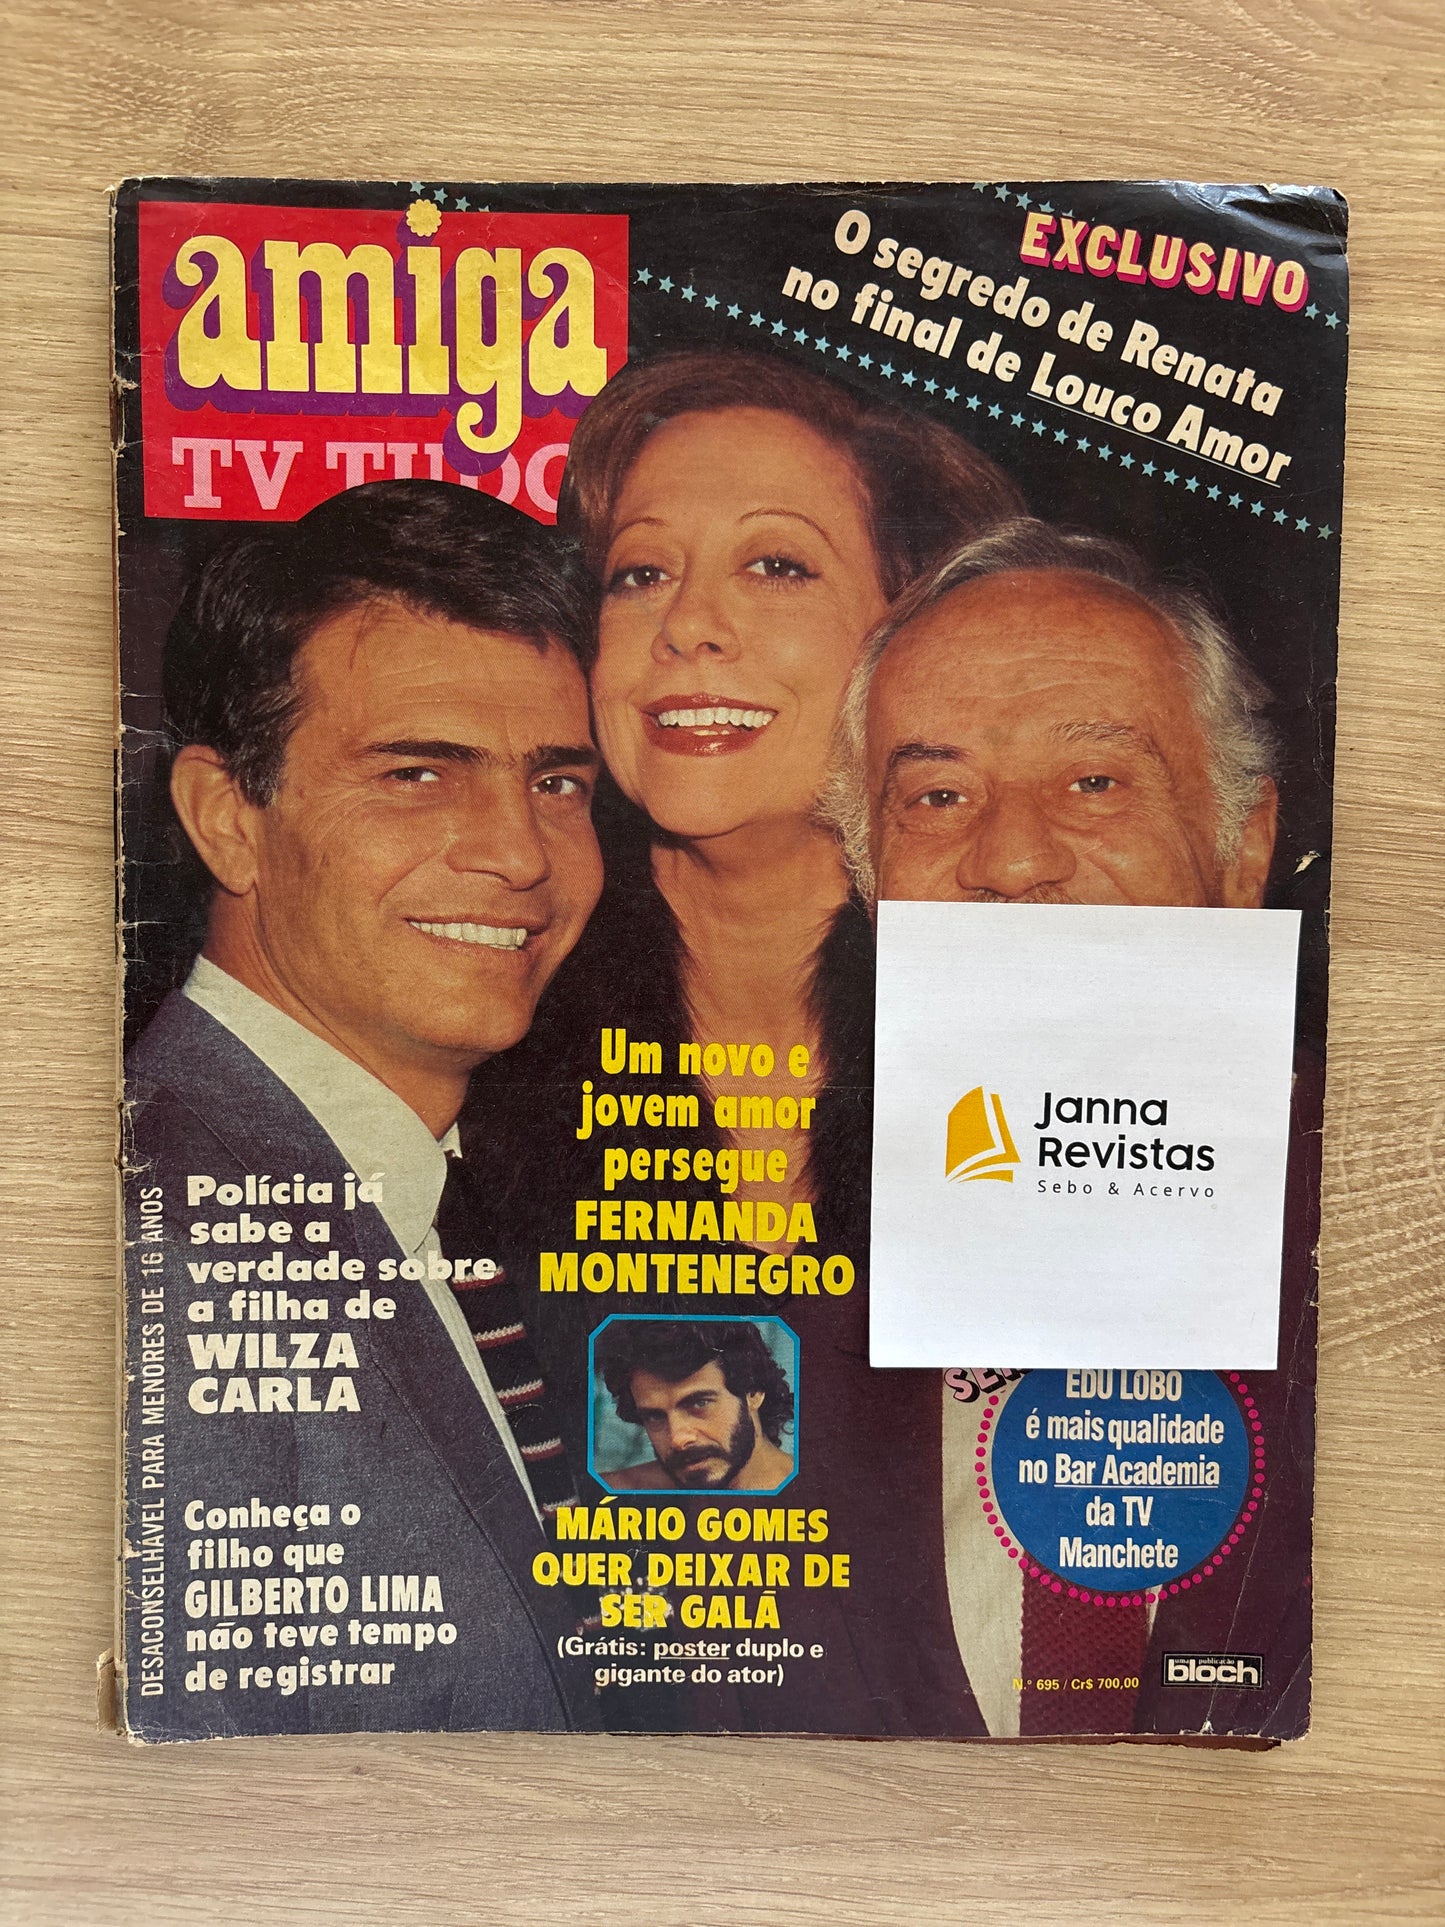 amiga
TV TUDO
EXCLUSIVO
O segredo de Renata
no final de Louco Amor
Um novo e
jovem amor
persegue
FERNANDA
MONTENEGRO
Janna
Revistas
Sebo & Acervo
Polícia já
sabe a
verdade sobre
a filha de
WILZA
CARLA
Conheça o
filho que
GILBERTO LIMA
não teve tempo
de registrar
DESACONSELHÁVEL PARA MENORES DE 16 ANOS
MÁRIO GOMES
QUER DEIXAR DE
SER GALÃ
(Grátis: poster duplo e
gigante do ator)
EDU LOBO
é mais qualidade
no Bar Academia
da TV
Manchete
N.º 695 / Cr$ 700,00
uma publicação
bloch